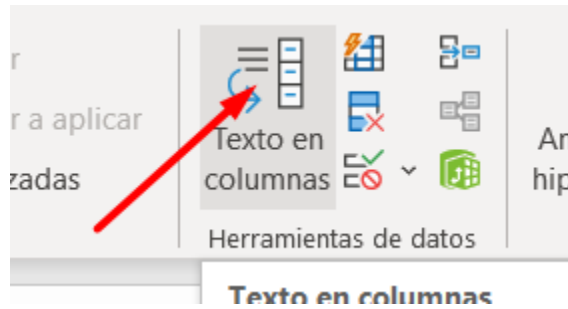 r
r a aplicar
zadas
Texto en
columnas
An
hip
Herramientas de datos
Texto en columnas